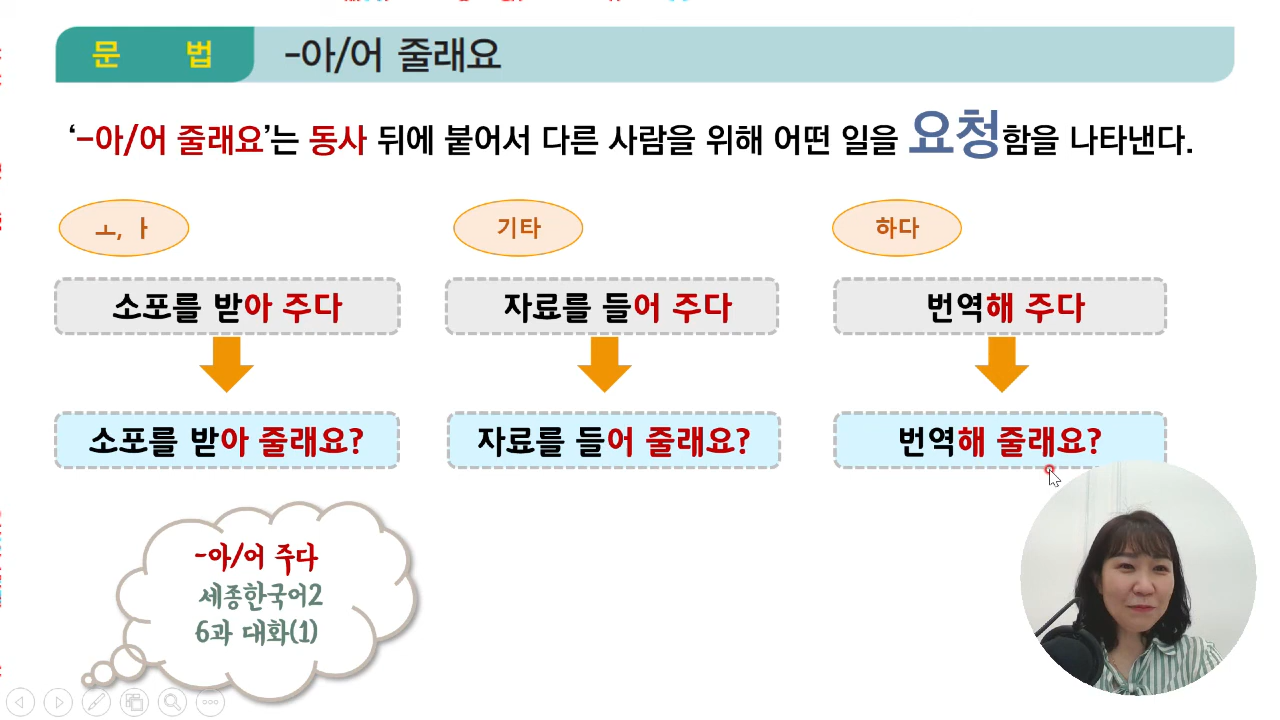 문 법 -아/어 줄래요
‘-아/어 줄래요’는 동사 뒤에 붙어서 다른 사람을 위해 어떤 일을 요청함을 나타낸다.
ㅗ, ㅏ
기타
하다
소포를 받아 주다
자료를 들어 주다
번역해 주다
소포를 받아 줄래요?
자료를 들어 줄래요?
번역해 줄래요?
-아/어 주다
세종한국어2
6과 대화(1)